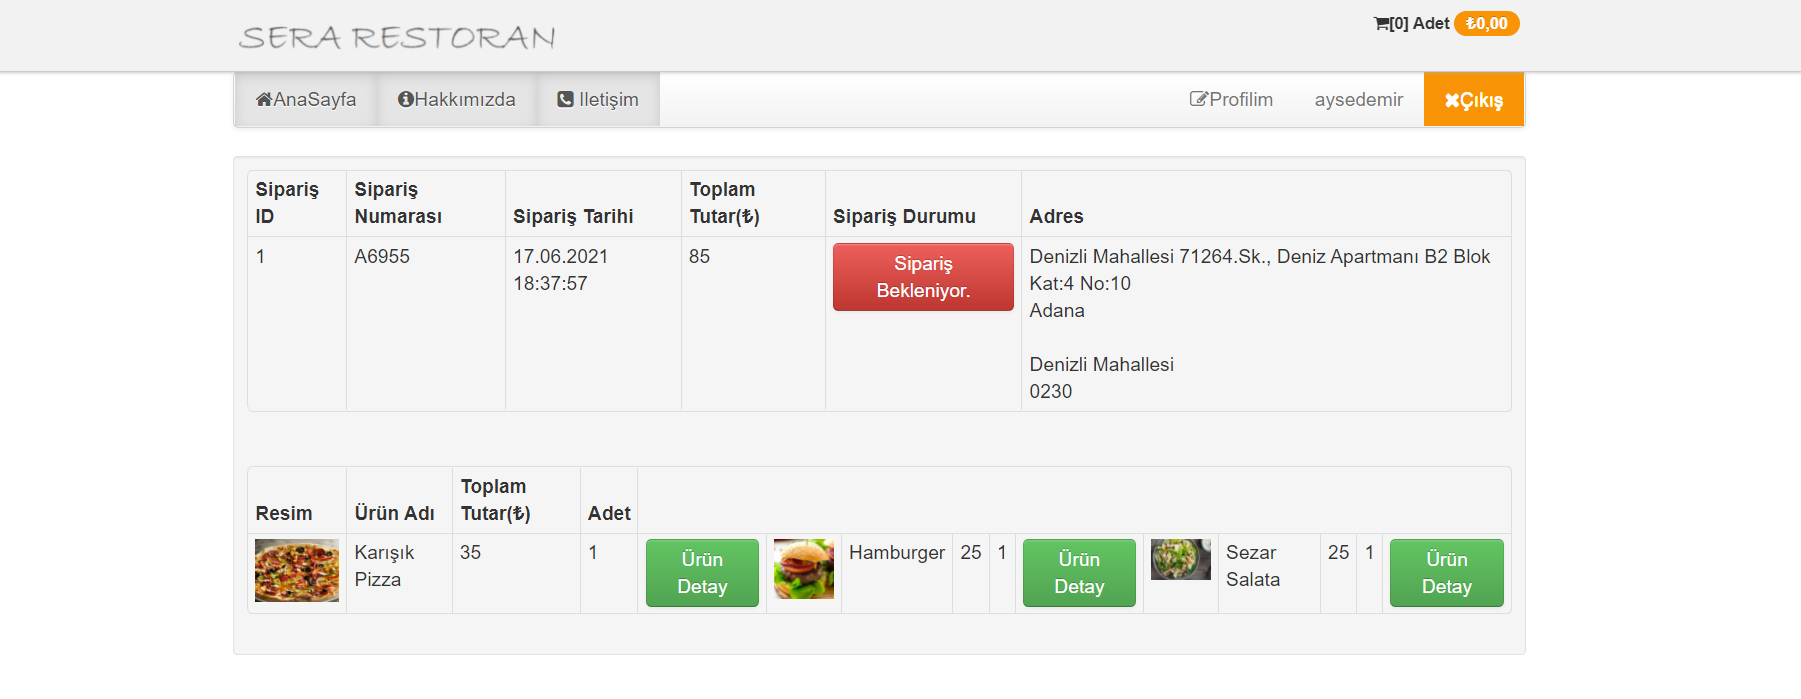 SERA RESTORAN
[0] Adet ₺0,00
AnaSayfa
Hakkımızda
Iletişim
Profilim
aysedemir
Çıkış
Sipariş ID
Sipariş Numarası
Sipariş Tarihi
Toplam Tutar(₺)
Sipariş Durumu
Adres
1
A6955
17.06.2021
18:37:57
85
Sipariş
Bekleniyor.
Denizli Mahallesi 71264.Sk., Deniz Apartmanı B2 Blok
Kat:4 No:10
Adana
Denizli Mahallesi
0230
Resim
Ürün Adı
Toplam Tutar(₺)
Adet
Karışık
Pizza
35
1
Ürün
Detay
Hamburger
25
1
Ürün
Detay
Sezar
Salata
25
1
Ürün
Detay